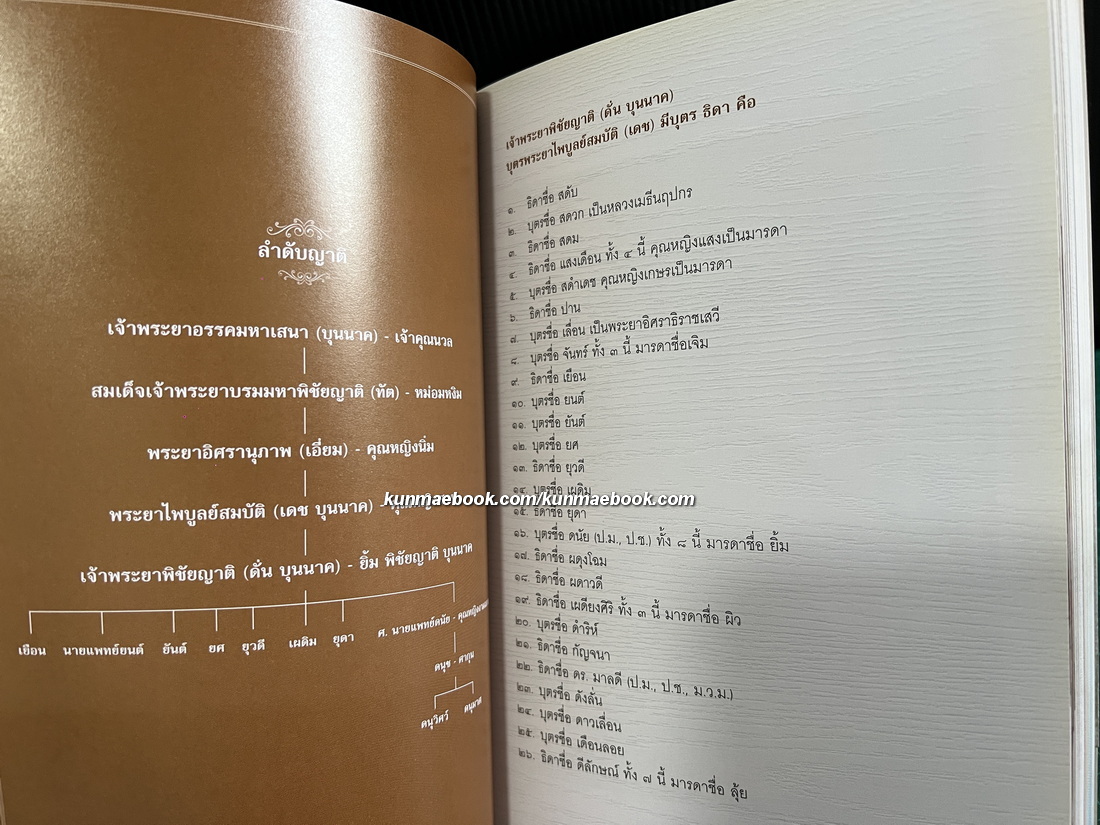 ลำดับญาติ
เจ้าพระยาอรรคมหาเสนา (บุนนาค) - เจ้าคุณนวล
สมเด็จเจ้าพระยาบรมมหาพิชัยญาติ (ทัต) - หม่อมหงิม
พระยาอิศรานุภาพ (เอี่ยม) - คุณหญิงนิ่ม
พระยาไพบูลย์สมบัติ (เดช บุนนาค) -
เจ้าพระยาพิชัยญาติ (ดั่น บุนนาค) - ยิ้ม พิชัยญาติ บุนนาค
เยือน นายแพทย์ยนต์ ยันต์ ยศ ยุวดี เผดิม ยุดา ศ. นายแพทย์ดนัย -
ดนุช - ศากุน
ดนุวิศว์ ดนุมาศ
เจ้าพระยาพิชัยญาติ (ดั่น บุนนาค)
บุตรพระยาไพบูลย์สมบัติ (เดช) มีบุตร ธิดา คือ
๑. ธิดาชื่อ สดับ
๒. บุตรชื่อ สดวก เป็นหลวงเมธีนฤปกร
๓. ธิดาชื่อ สดม
๔. ธิดาชื่อ แสงเดือน ทั้ง ๔ นี้ คุณหญิงแสงเป็นมารดา
๕. บุตรชื่อ สดำเดช คุณหญิงเกษรเป็นมารดา
๖. ธิดาชื่อ ปาน
๗. บุตรชื่อ เลื่อน เป็นพระยาอิศราธิราชเสวี
๘. บุตรชื่อ จันทร์ ทั้ง ๓ นี้ มารดาชื่อเจิม
๙. ธิดาชื่อ เยือน
๑๐. บุตรชื่อ ยนต์
๑๑. บุตรชื่อ ยันต์
๑๒. บุตรชื่อ ยศ
๑๓. ธิดาชื่อ ยุวดี
๑๔. บุตรชื่อ เผดิม
kunmaebook.com/kunmaebook.com
๑๕. ธิดาชื่อ ยุดา
๑๖. บุตรชื่อ ดนัย (ป.ม., ป.ช.) ทั้ง ๘ นี้ มารดาชื่อ ยิ้ม
๑๗. ธิดาชื่อ ผดุงโฉม
๑๘. ธิดาชื่อ ผดาวดี
๑๙. ธิดาชื่อ เผดียงศิริ ทั้ง ๓ นี้ มารดาชื่อ ผิว
๒๐. บุตรชื่อ ดำริห์
๒๑. ธิดาชื่อ กัญจนา
๒๒. ธิดาชื่อ ดร. มาลดี (ป.ม., ป.ช., ม.ว.ม.)
๒๓. บุตรชื่อ ดังลั่น
๒๔. บุตรชื่อ ดาวเลื่อน
๒๕. บุตรชื่อ เดือนลอย
๒๖. ธิดาชื่อ ดีลักษณ์ ทั้ง ๗ นี้ มารดาชื่อ ลุ้ย